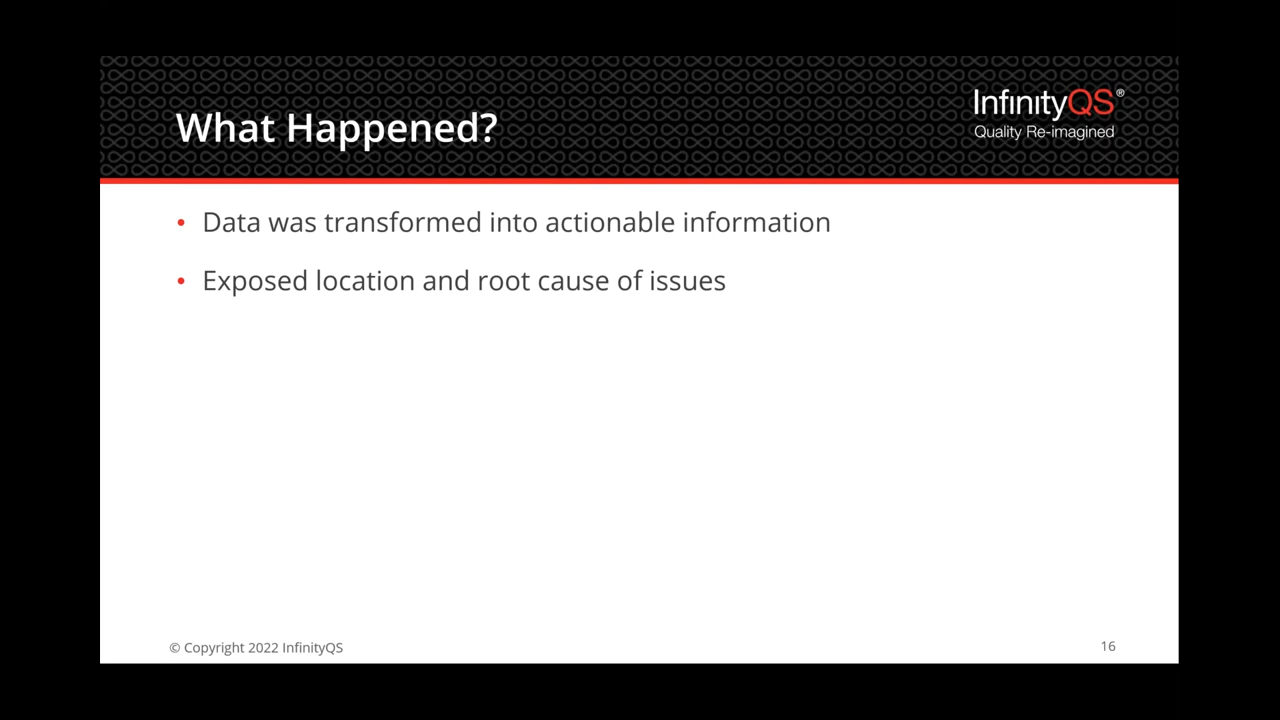 What Happened?
InfinityQS®
Quality Re-imagined
• Data was transformed into actionable information
• Exposed location and root cause of issues
© Copyright 2022 InfinityQS
16